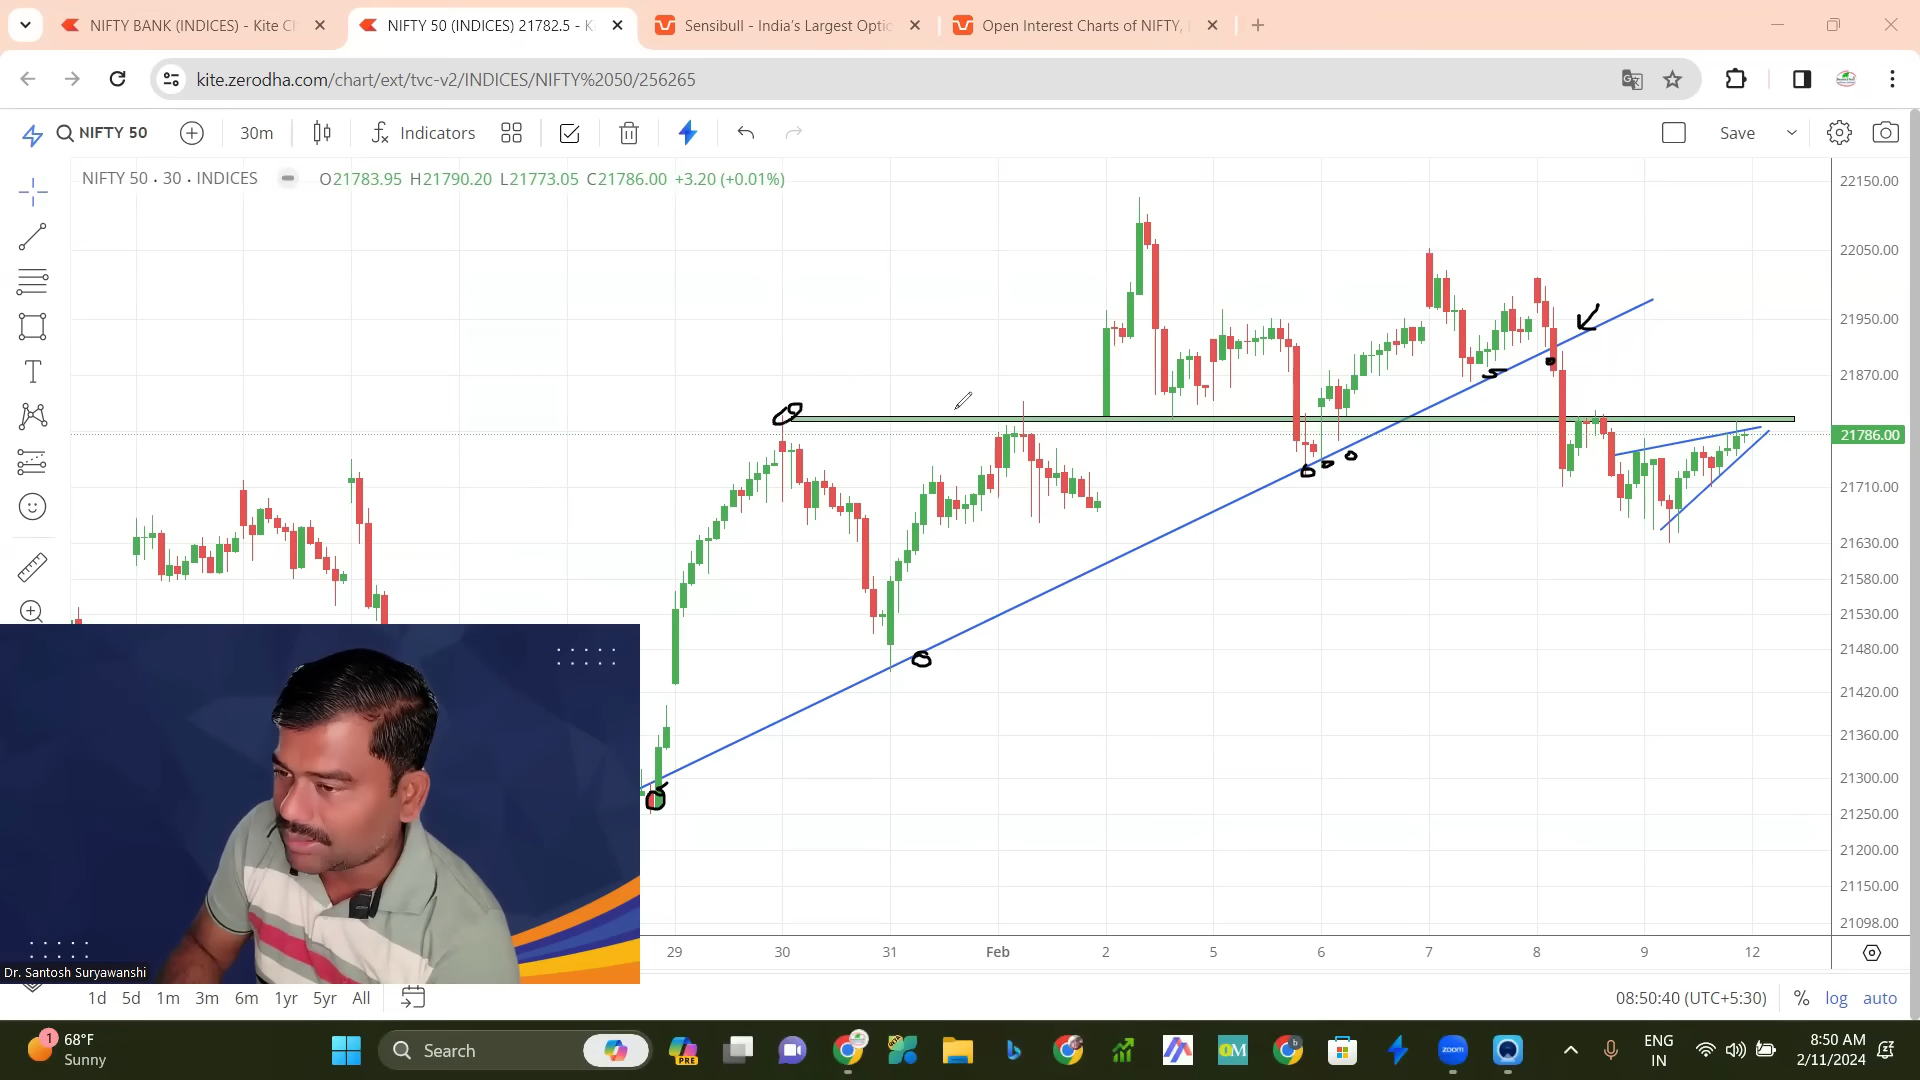 NIFTY BANK (INDICES) - Kite Ch
NIFTY 50 (INDICES) 21782.5 - K
Sensibull - India's Largest Optio
Open Interest Charts of NIFTY,
kite.zerodha.com/chart/ext/tvc-v2/INDICES/NIFTY%2050/256265
NIFTY 50
30m
Indicators
Save
NIFTY 50 · 30 · INDICES
O21783.95 H21790.20 L21773.05 C21786.00 +3.20 (+0.01%)
22150.00
22050.00
21950.00
21870.00
21786.00
21710.00
21630.00
21580.00
21530.00
21480.00
21420.00
21360.00
21300.00
21250.00
21200.00
21150.00
21098.00
29 30 31 Feb 2 5 6 7 8 9 12
Dr. Santosh Suryawanshi
1d 5d 1m 3m 6m 1yr 5yr All
08:50:40 (UTC+5:30) % log auto
1
68°F
Sunny
Search
PRE
OM
b
zoom
ENG
IN
8:50 AM
2/11/2024